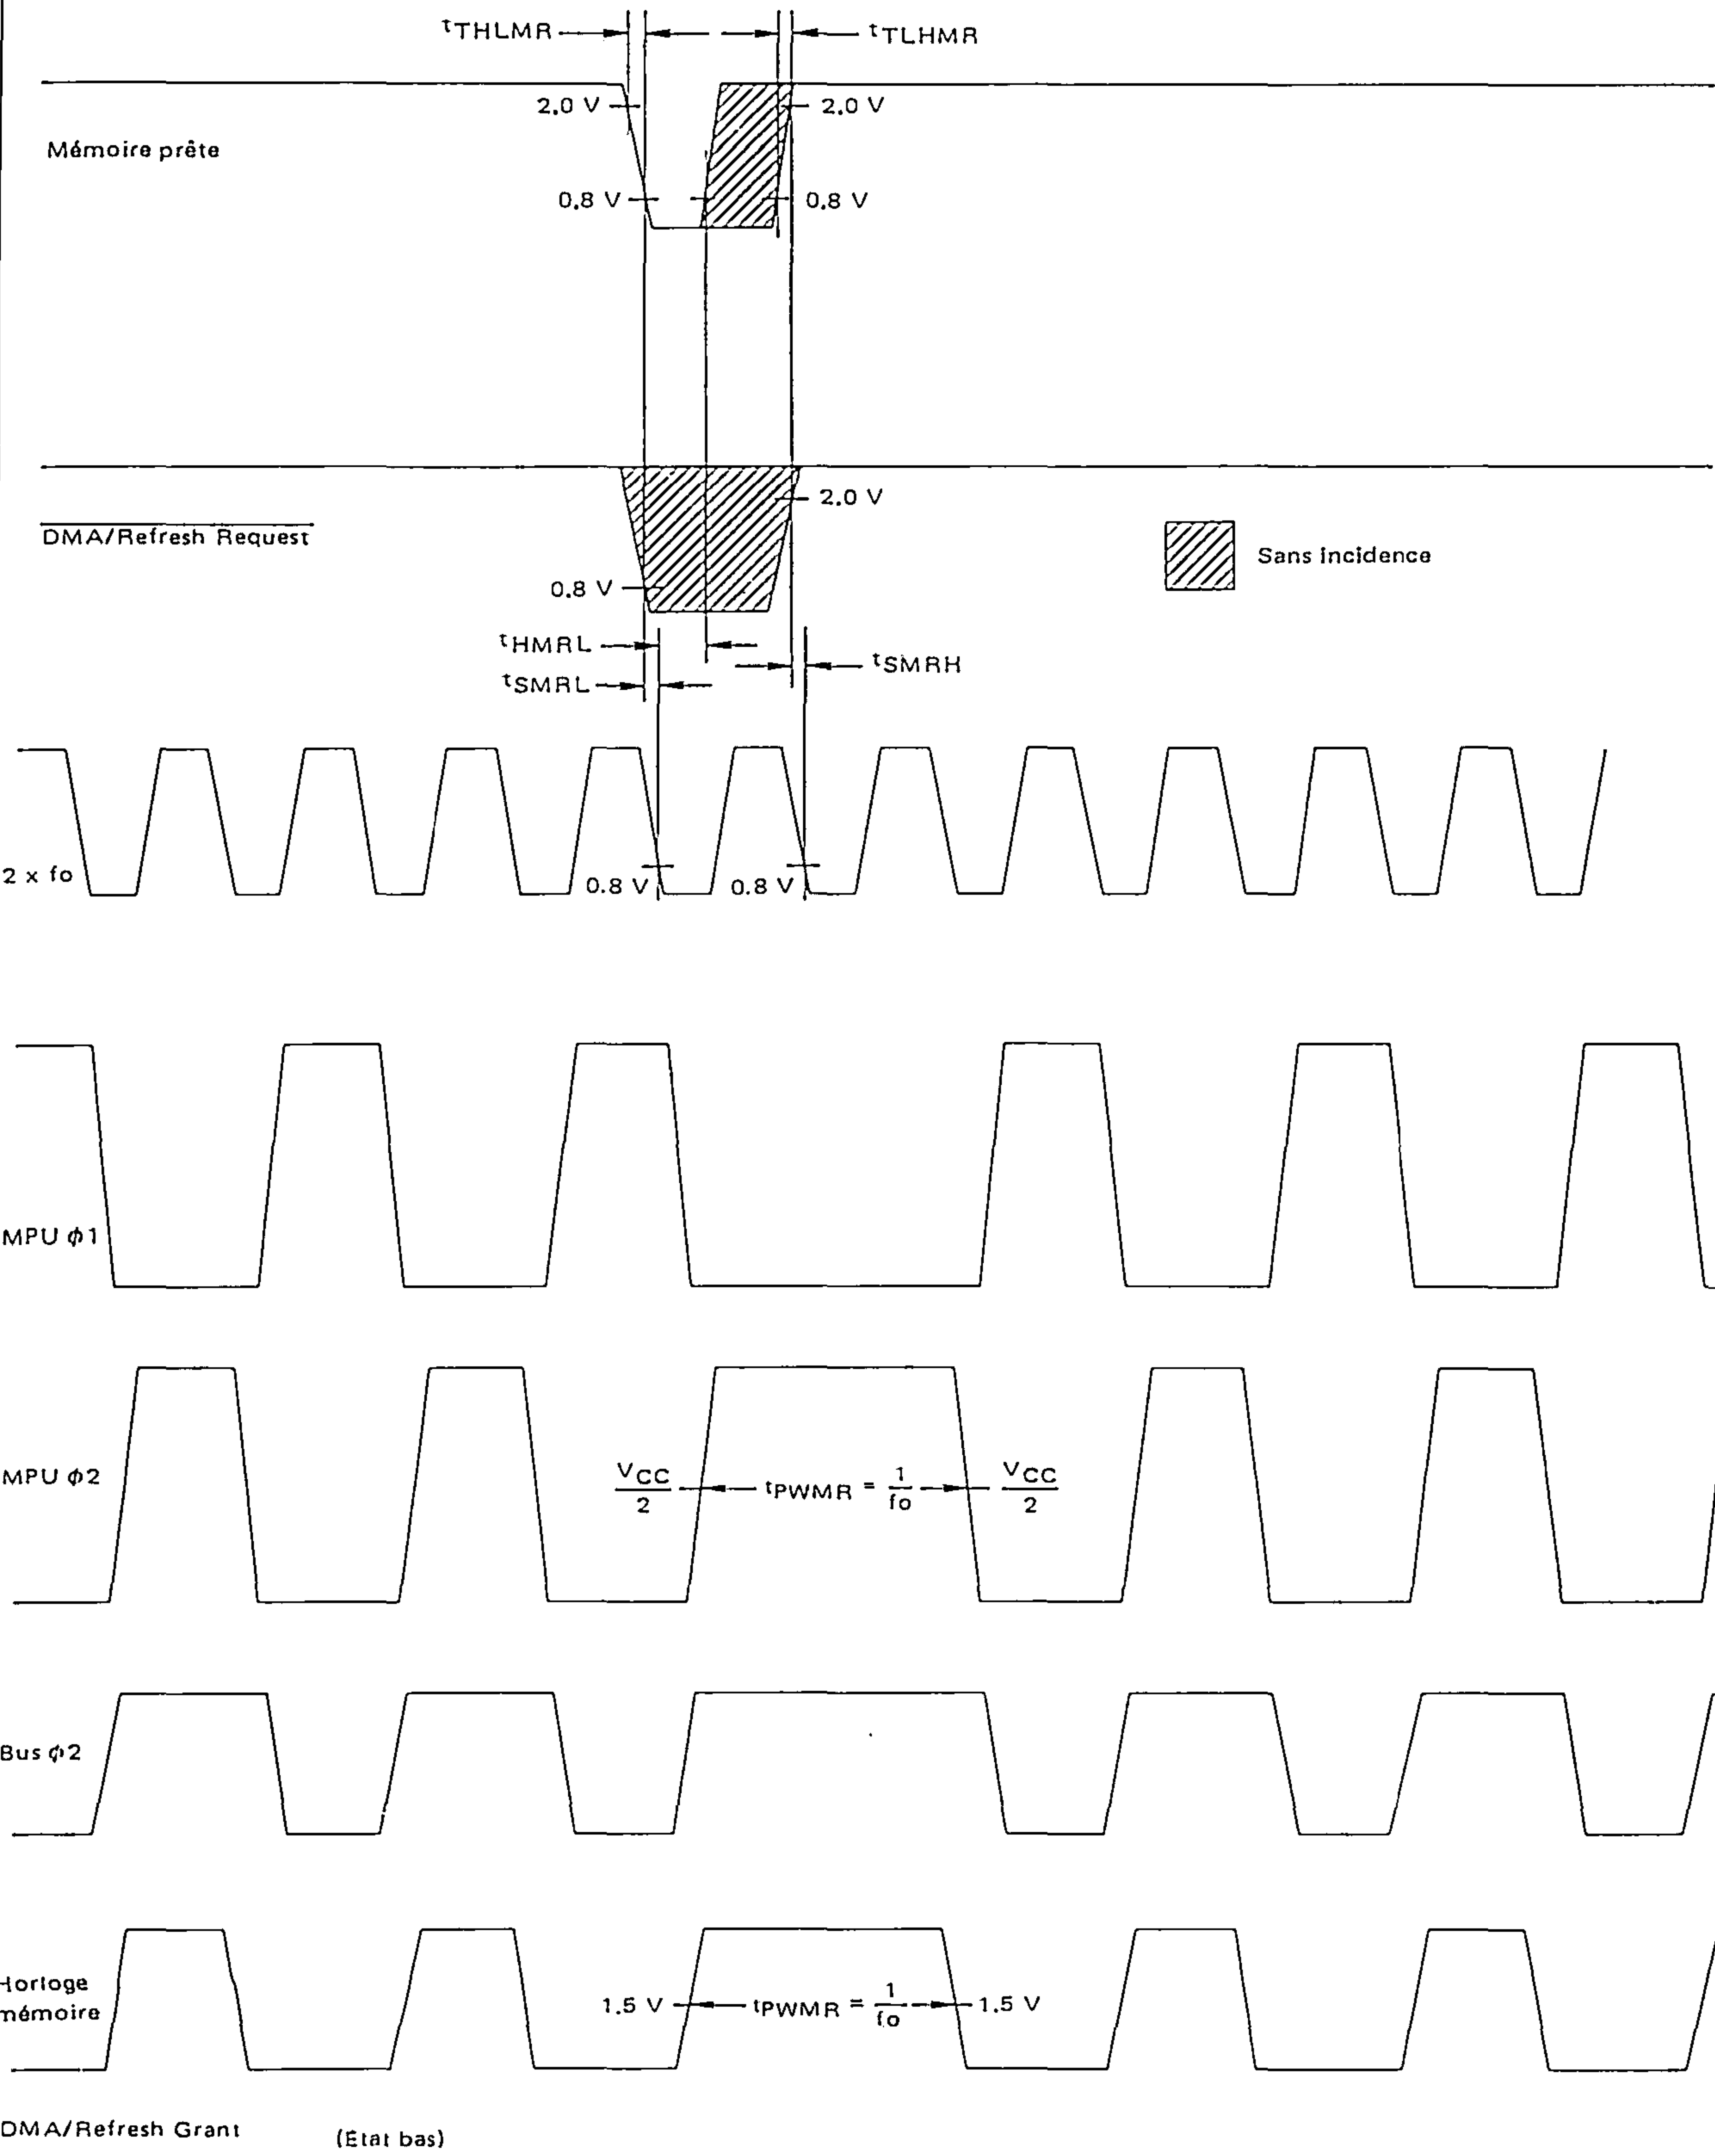 tTHLMR
tTLHMR
2.0 V
2.0 V
Mémoire prête
0.8 V
0.8 V
2.0 V
DMA/Refresh Request
Sans incidence
0.8 V
tHMRL
tSMRH
tSMRL
2 x fo
0.8 V
0.8 V
MPU ϕ1
MPU ϕ2
VCC/2
tPWMR = 1/fo
VCC/2
Bus ϕ2
Horloge
mémoire
1.5 V
tPWMR = 1/fo
1.5 V
DMA/Refresh Grant
(État bas)